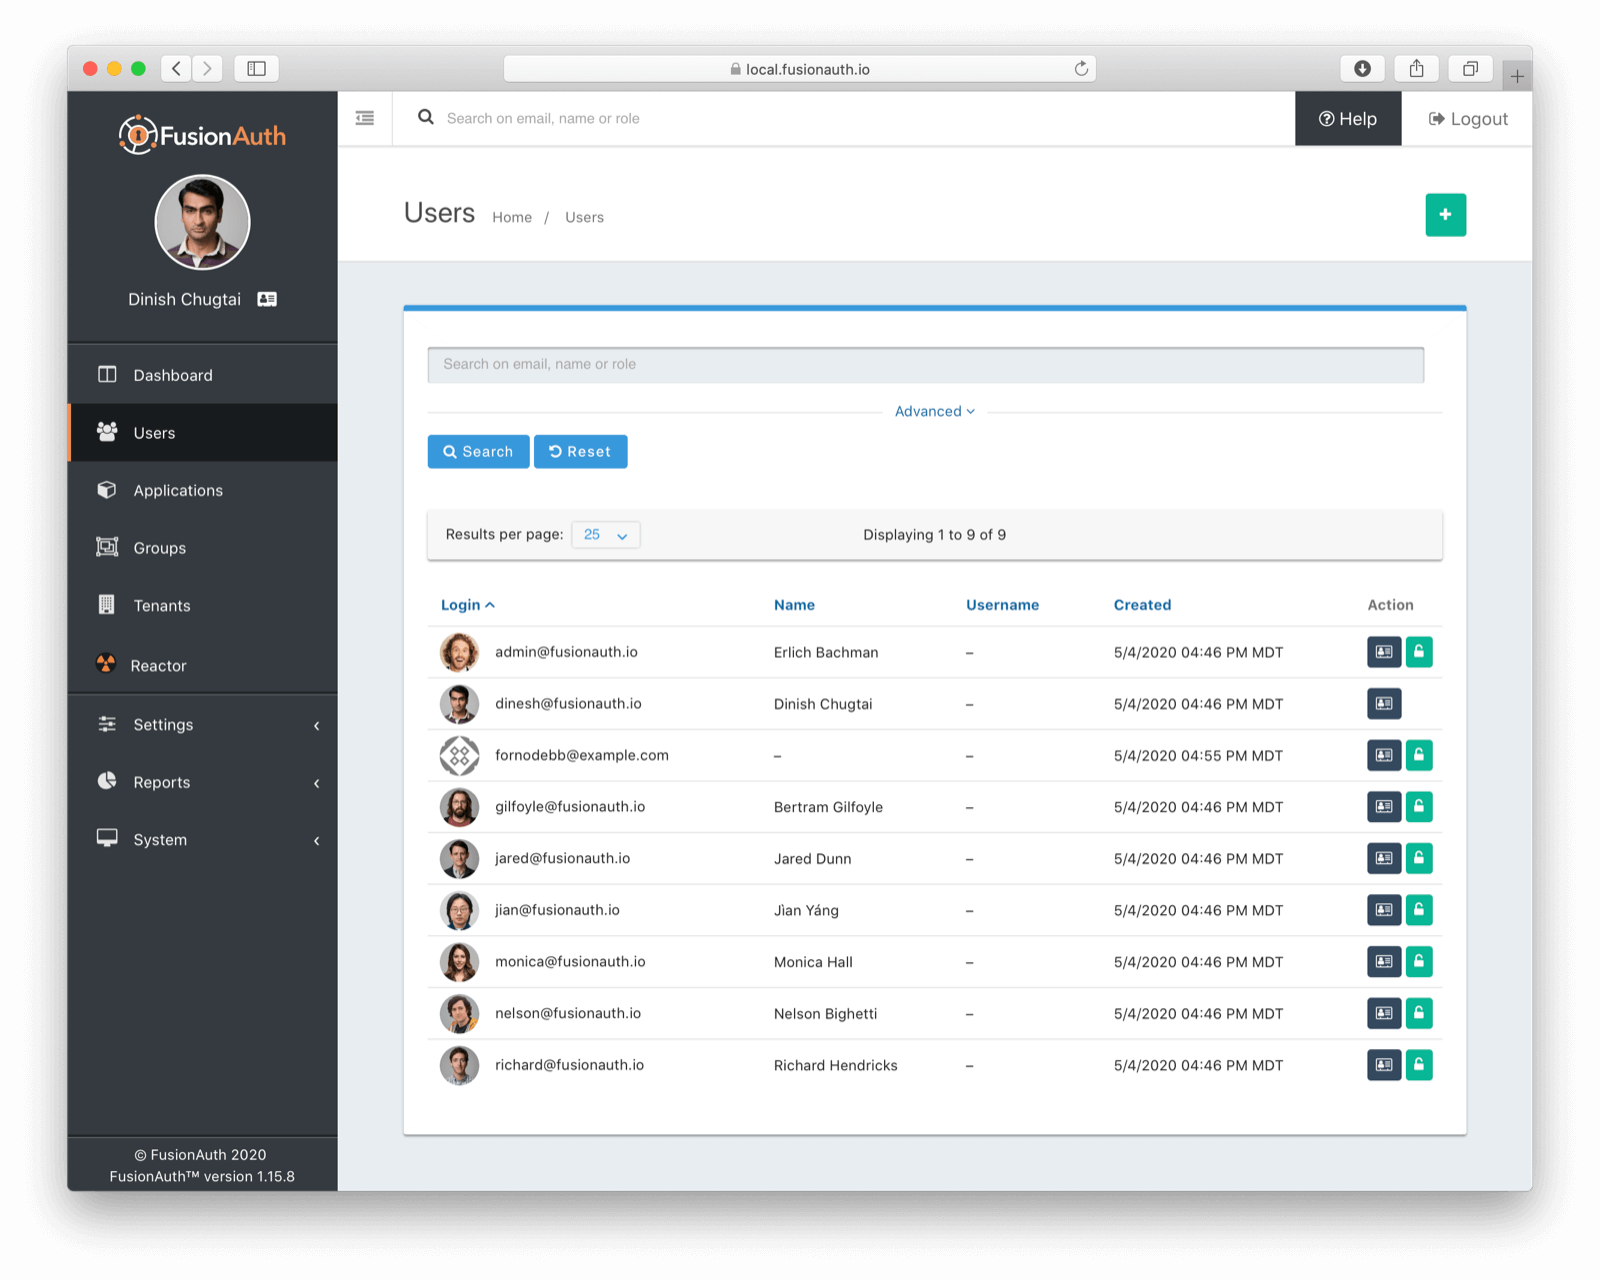 local.fusionauth.io
FusionAuth
Search on email, name or role
Help
Logout
Dinish Chugtai
Dashboard
Users
Applications
Groups
Tenants
Reactor
Settings
Reports
System
© FusionAuth 2020
FusionAuth™ version 1.15.8
Users Home / Users
Search on email, name or role
Advanced
Search Reset
Results per page: 25 Displaying 1 to 9 of 9
Login Name Username Created Action
admin@fusionauth.io Erlich Bachman – 5/4/2020 04:46 PM MDT
dinesh@fusionauth.io Dinish Chugtai – 5/4/2020 04:46 PM MDT
fornodebb@example.com – – 5/4/2020 04:55 PM MDT
gilfoyle@fusionauth.io Bertram Gilfoyle – 5/4/2020 04:46 PM MDT
jared@fusionauth.io Jared Dunn – 5/4/2020 04:46 PM MDT
jian@fusionauth.io Jìan Yáng – 5/4/2020 04:46 PM MDT
monica@fusionauth.io Monica Hall – 5/4/2020 04:46 PM MDT
nelson@fusionauth.io Nelson Bighetti – 5/4/2020 04:46 PM MDT
richard@fusionauth.io Richard Hendricks – 5/4/2020 04:46 PM MDT